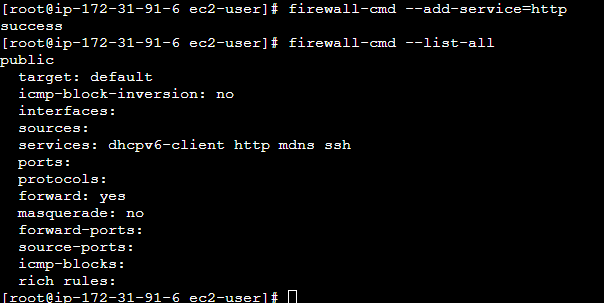 [root@ip-172-31-91-6 ec2-user]# firewall-cmd --add-service=http
success
[root@ip-172-31-91-6 ec2-user]# firewall-cmd --list-all
public
  target: default
  icmp-block-inversion: no
  interfaces:
  sources:
  services: dhcpv6-client http mdns ssh
  ports:
  protocols:
  forward: yes
  masquerade: no
  forward-ports:
  source-ports:
  icmp-blocks:
  rich rules:
[root@ip-172-31-91-6 ec2-user]#